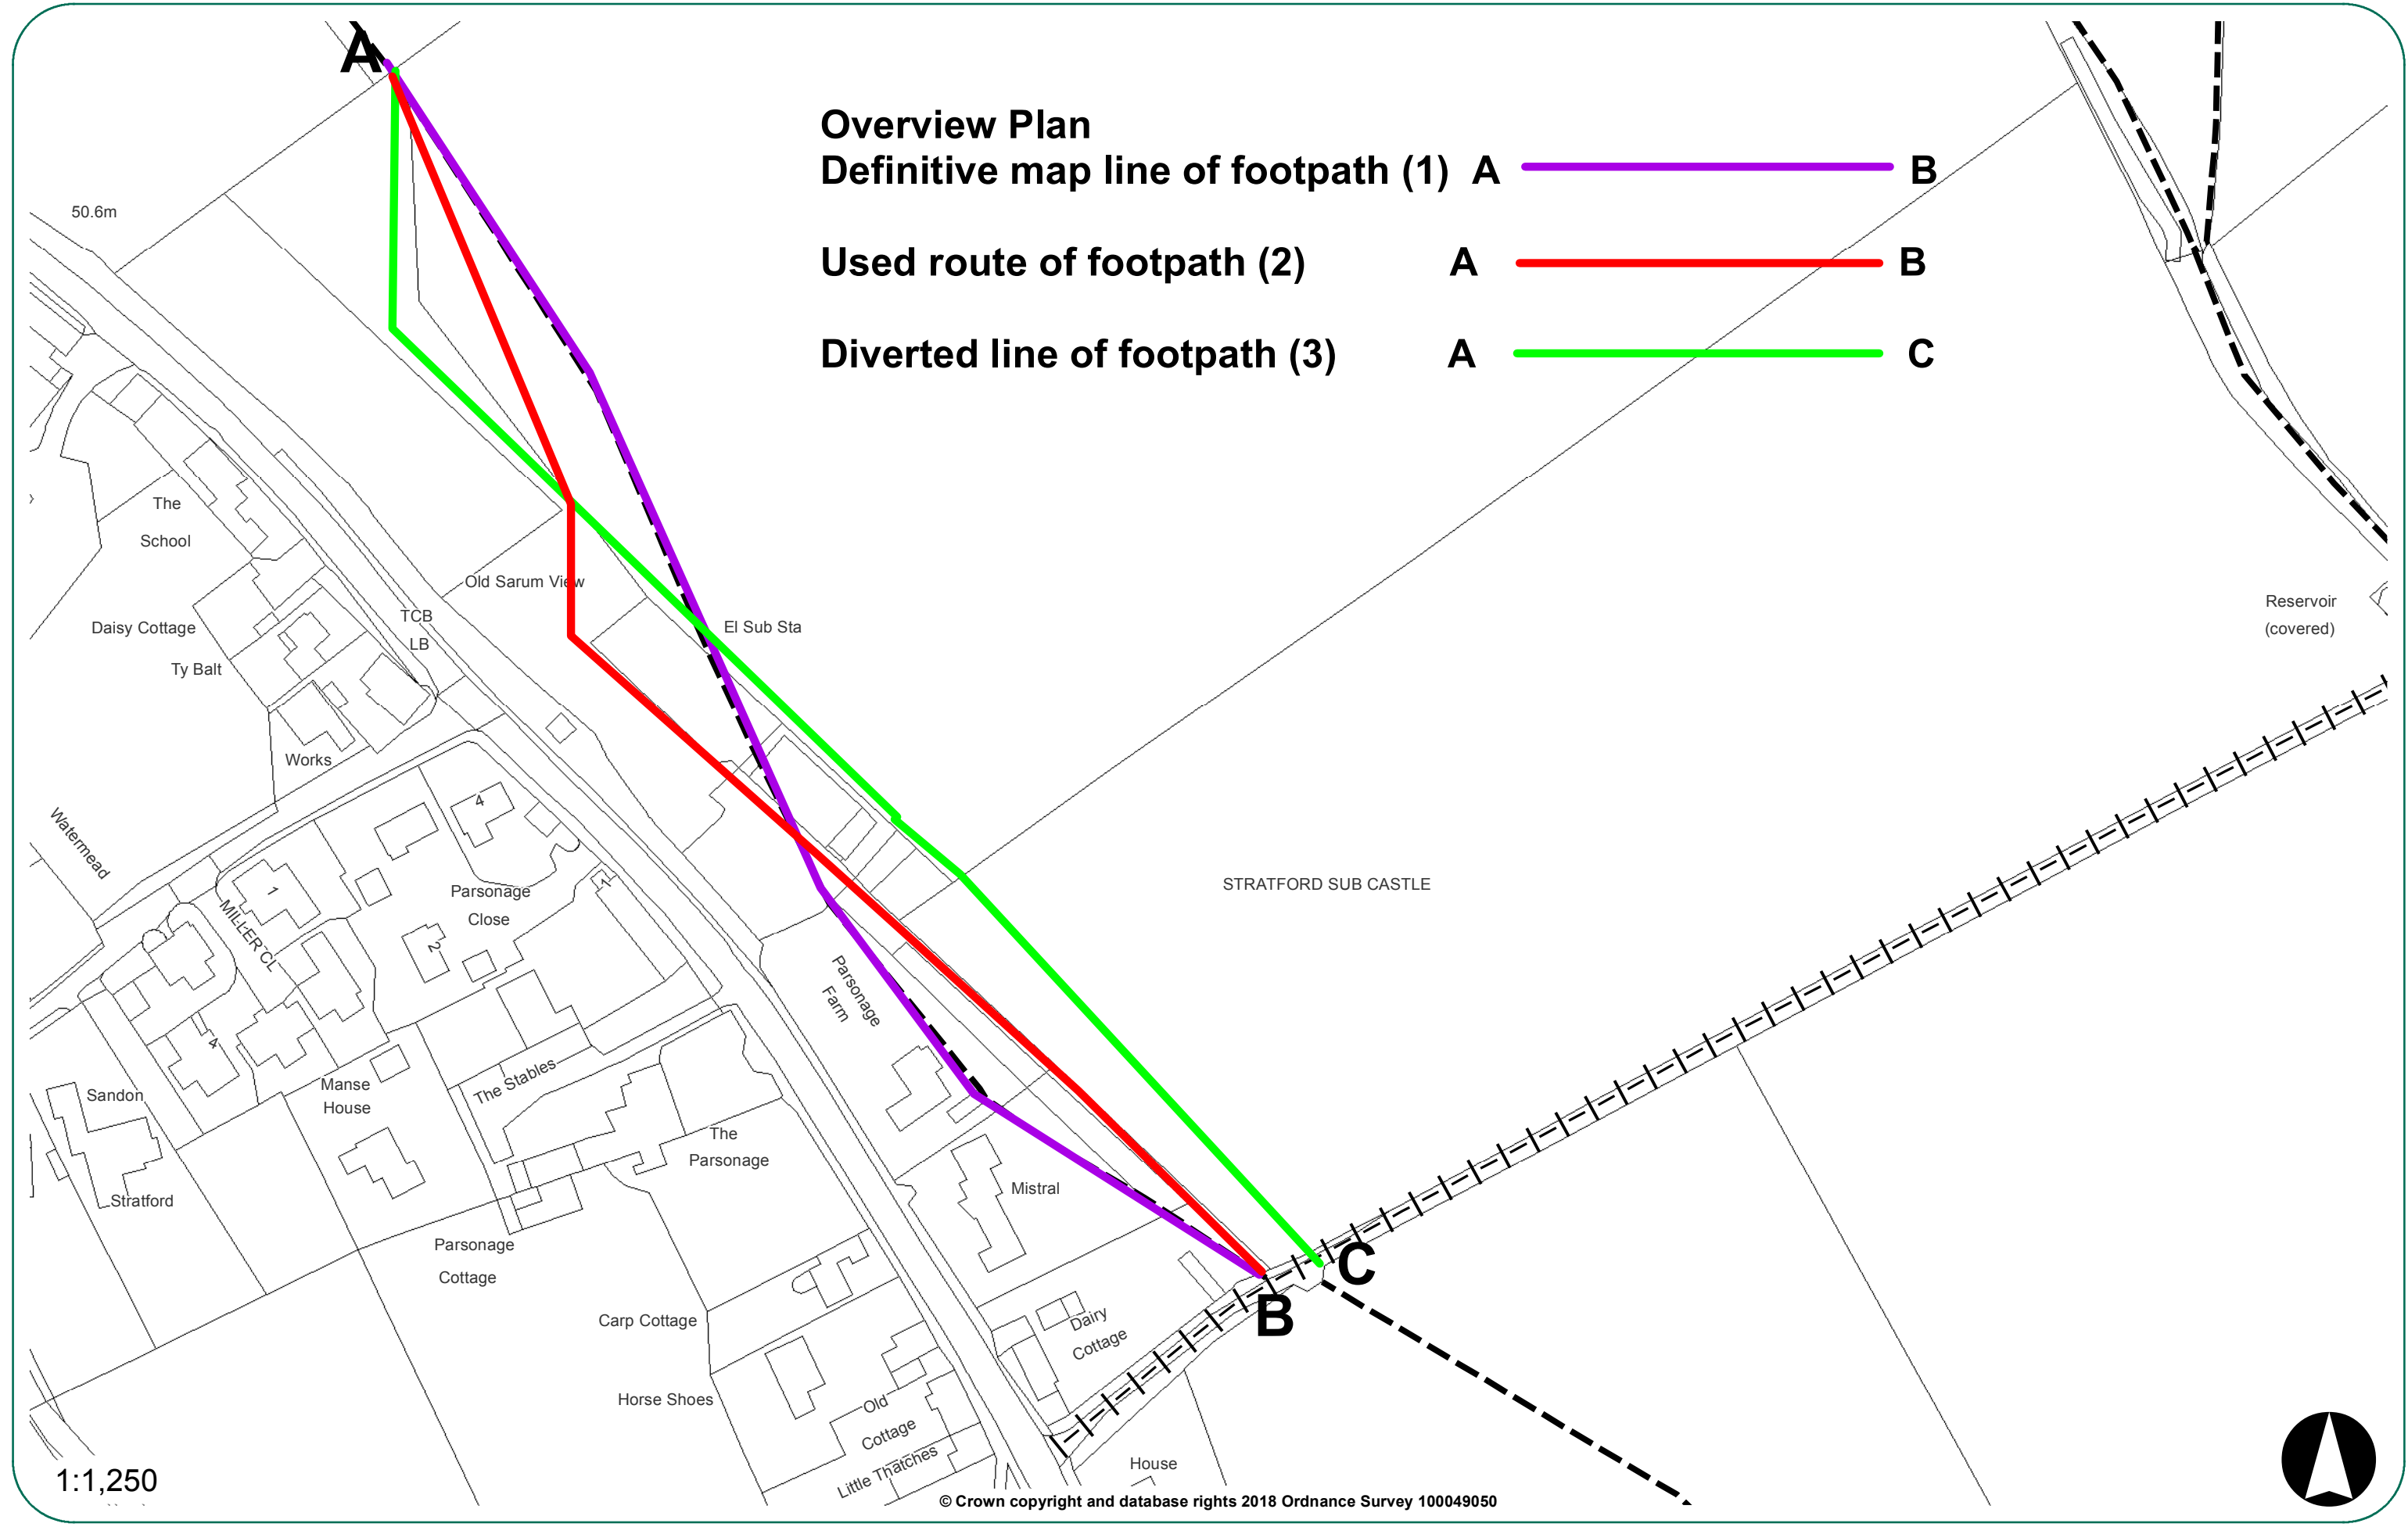 A
Overview Plan
Definitive map line of footpath (1) A B
Used route of footpath (2) A B
Diverted line of footpath (3) A C
50.6m
The
School
Old Sarum View
TCB
LB
El Sub Sta
Daisy Cottage
Ty Balt
Reservoir
(covered)
Works
Watermead
4
1
MILLER CL
Parsonage
Close
2
1
STRATFORD SUB CASTLE
Parsonage
Farm
4
Sandon
Manse
House
The Stables
The
Parsonage
Stratford
Mistral
Parsonage
Cottage
C
B
Carp Cottage
Dairy
Cottage
Horse Shoes
Old
Cottage
Little Thatches
House
1:1,250
© Crown copyright and database rights 2018 Ordnance Survey 100049050